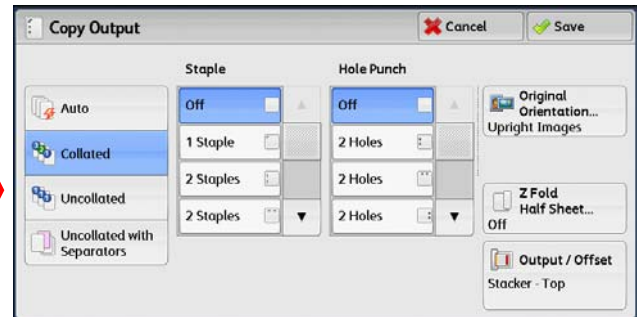 Copy Output
Cancel
Save
Staple
Hole Punch
Auto
Collated
Uncollated
Uncollated with
Separators
Off
1 Staple
2 Staples
2 Staples
Off
2 Holes
2 Holes
2 Holes
Original
Orientation...
Upright Images
Z Fold
Half Sheet...
Off
Output / Offset
Stacker - Top